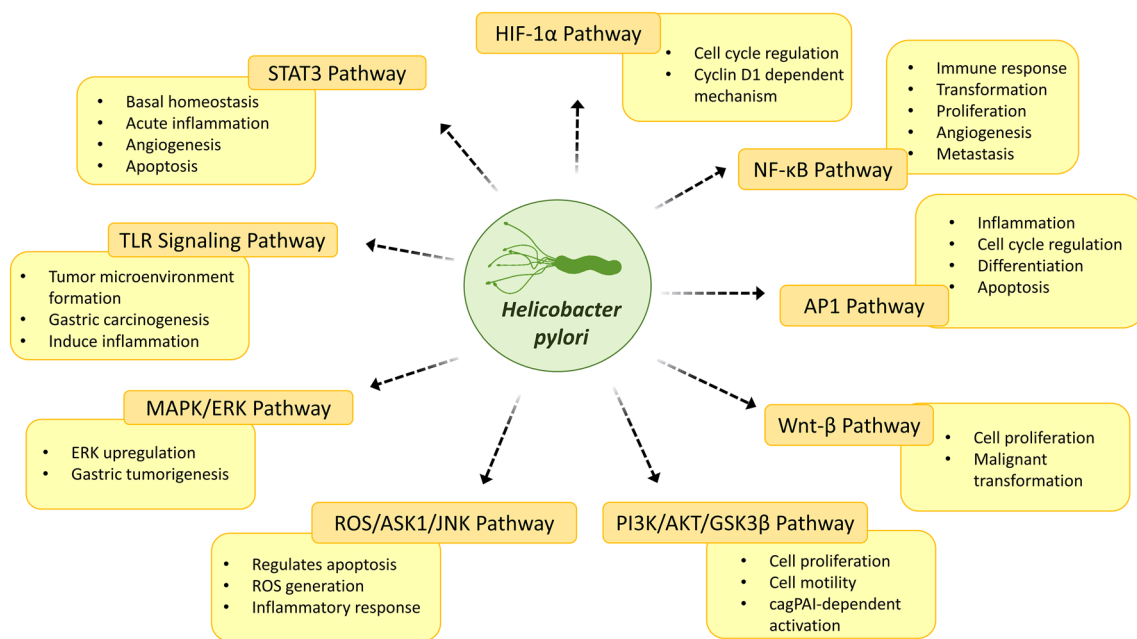 HIF-1α Pathway
• Cell cycle regulation
• Cyclin D1 dependent
mechanism
STAT3 Pathway
• Basal homeostasis
• Acute inflammation
• Angiogenesis
• Apoptosis
• Immune response
• Transformation
• Proliferation
• Angiogenesis
• Metastasis
NF-κB Pathway
TLR Signaling Pathway
• Tumor microenvironment
formation
• Gastric carcinogenesis
• Induce inflammation
Helicobacter
pylori
• Inflammation
• Cell cycle regulation
• Differentiation
• Apoptosis
AP1 Pathway
MAPK/ERK Pathway
• ERK upregulation
• Gastric tumorigenesis
Wnt-β Pathway
• Cell proliferation
• Malignant
transformation
ROS/ASK1/JNK Pathway
• Regulates apoptosis
• ROS generation
• Inflammatory response
PI3K/AKT/GSK3β Pathway
• Cell proliferation
• Cell motility
• cagPAI-dependent
activation